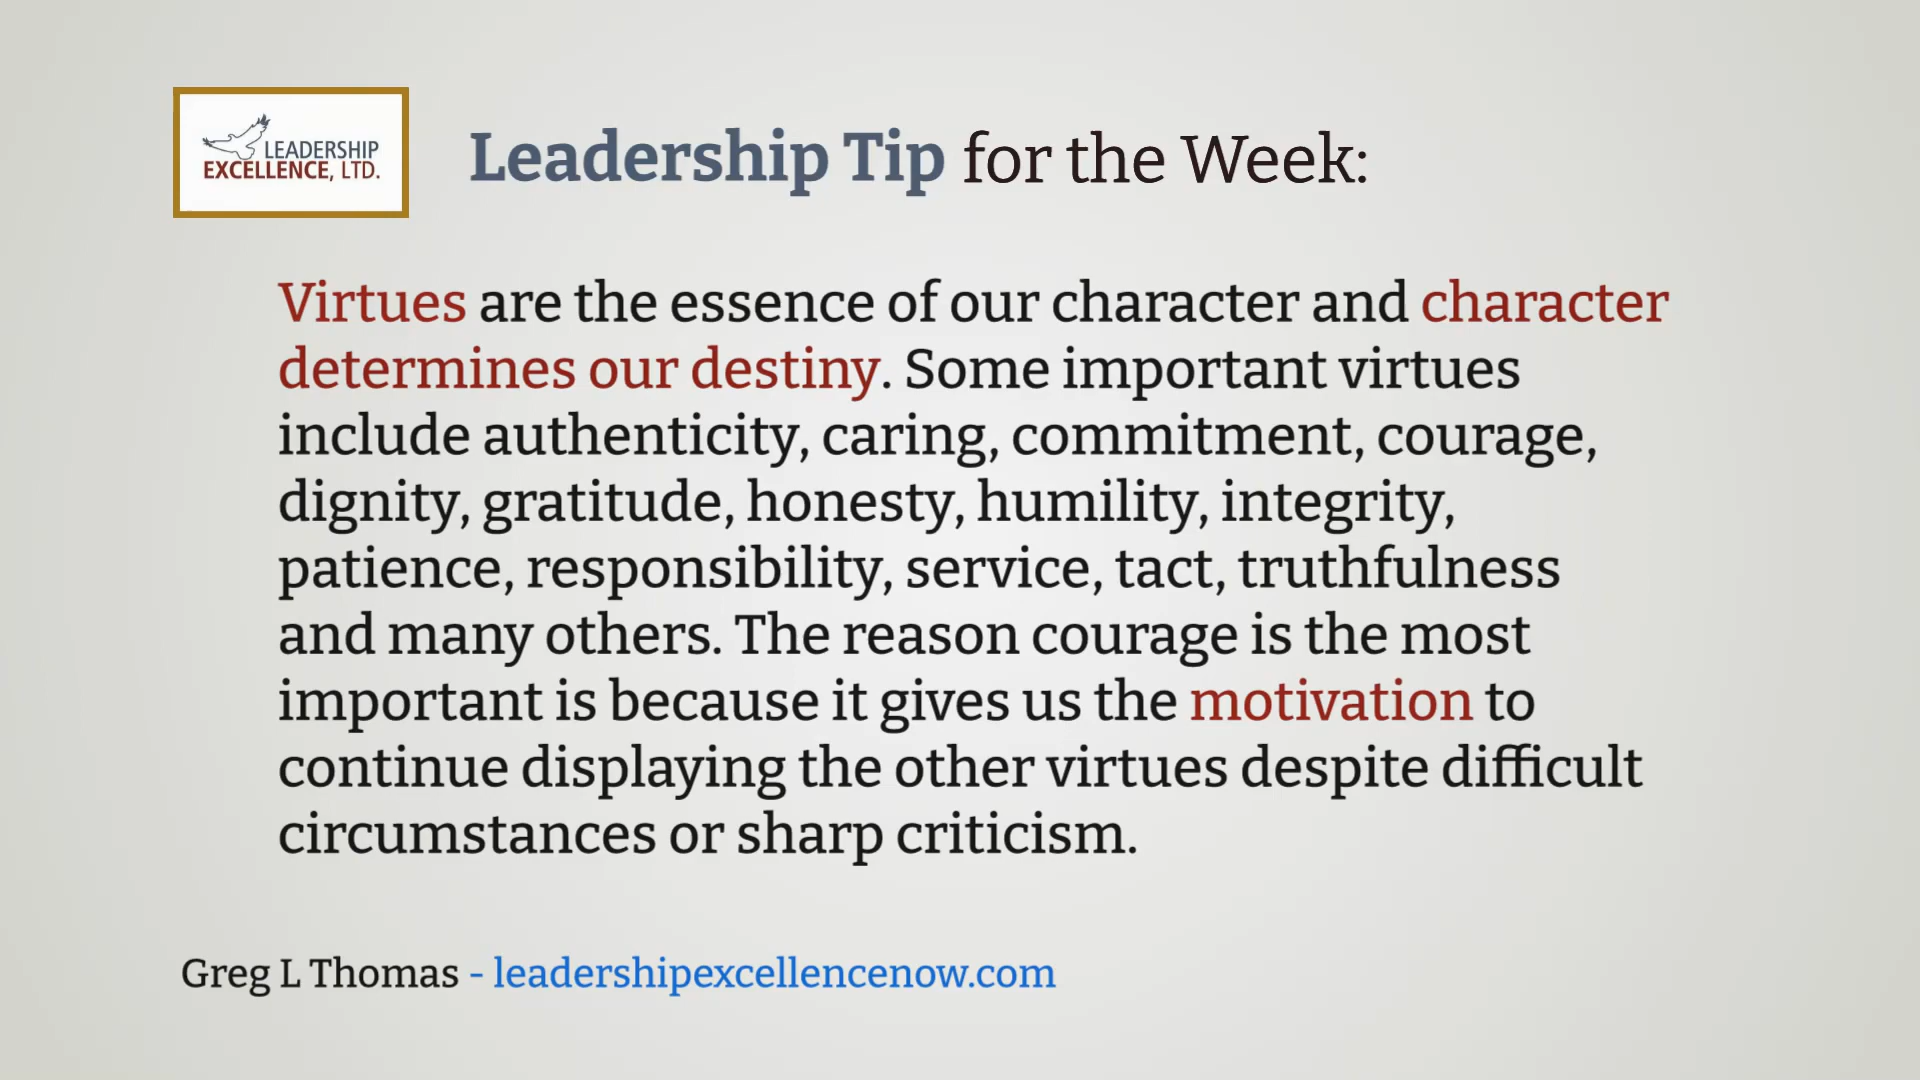 LEADERSHIP
EXCELLENCE, LTD.
Leadership Tip for the Week:
Virtues are the essence of our character and character
determines our destiny. Some important virtues
include authenticity, caring, commitment, courage,
dignity, gratitude, honesty, humility, integrity,
patience, responsibility, service, tact, truthfulness
and many others. The reason courage is the most
important is because it gives us the motivation to
continue displaying the other virtues despite difficult
circumstances or sharp criticism.
Greg L Thomas - leadershipexcellencenow.com